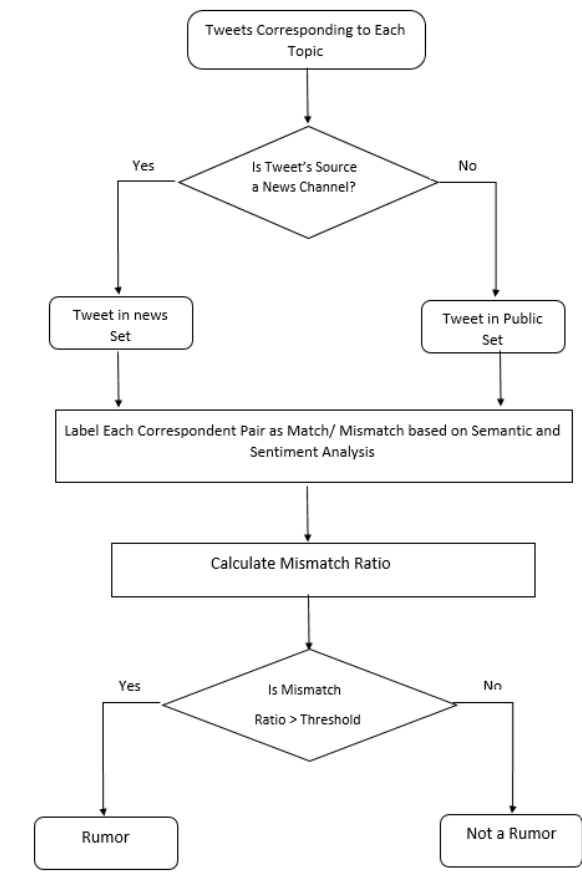 Tweets Corresponding to Each
Topic
Is Tweet's Source
a News Channel?
Yes
No
Tweet in news
Set
Tweet in Public
Set
Label Each Correspondent Pair as Match/ Mismatch based on Semantic and
Sentiment Analysis
Calculate Mismatch Ratio
Is Mismatch
Ratio > Threshold
Yes
No
Rumor
Not a Rumor